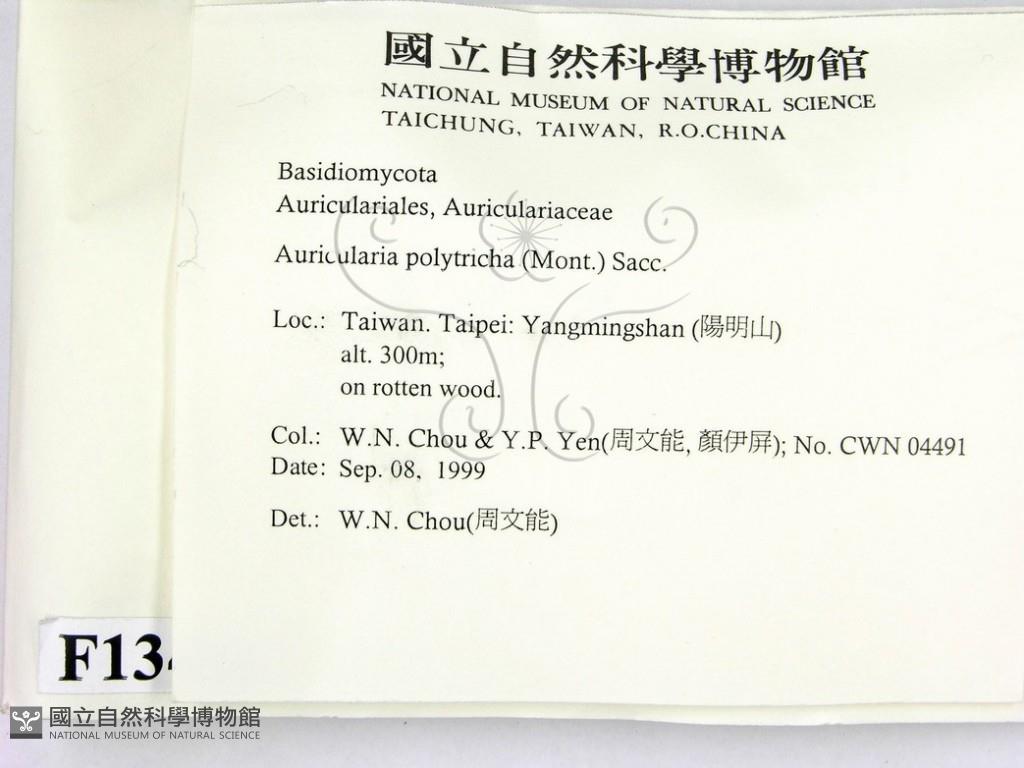 國立自然科學博物館
NATIONAL MUSEUM OF NATURAL SCIENCE
TAICHUNG, TAIWAN, R.O.CHINA
Basidiomycota
Auriculariales, Auriculariaceae
Auricularia polytricha (Mont.) Sacc.
Loc.: Taiwan. Taipei: Yangmingshan (陽明山)
alt. 300m;
on rotten wood.
Col.: W.N. Chou & Y.P. Yen(周文能, 顏伊屏); No. CWN 04491
Date: Sep. 08, 1999
Det.: W.N. Chou(周文能)
F13
國立自然科學博物館
NATIONAL MUSEUM OF NATURAL SCIENCE